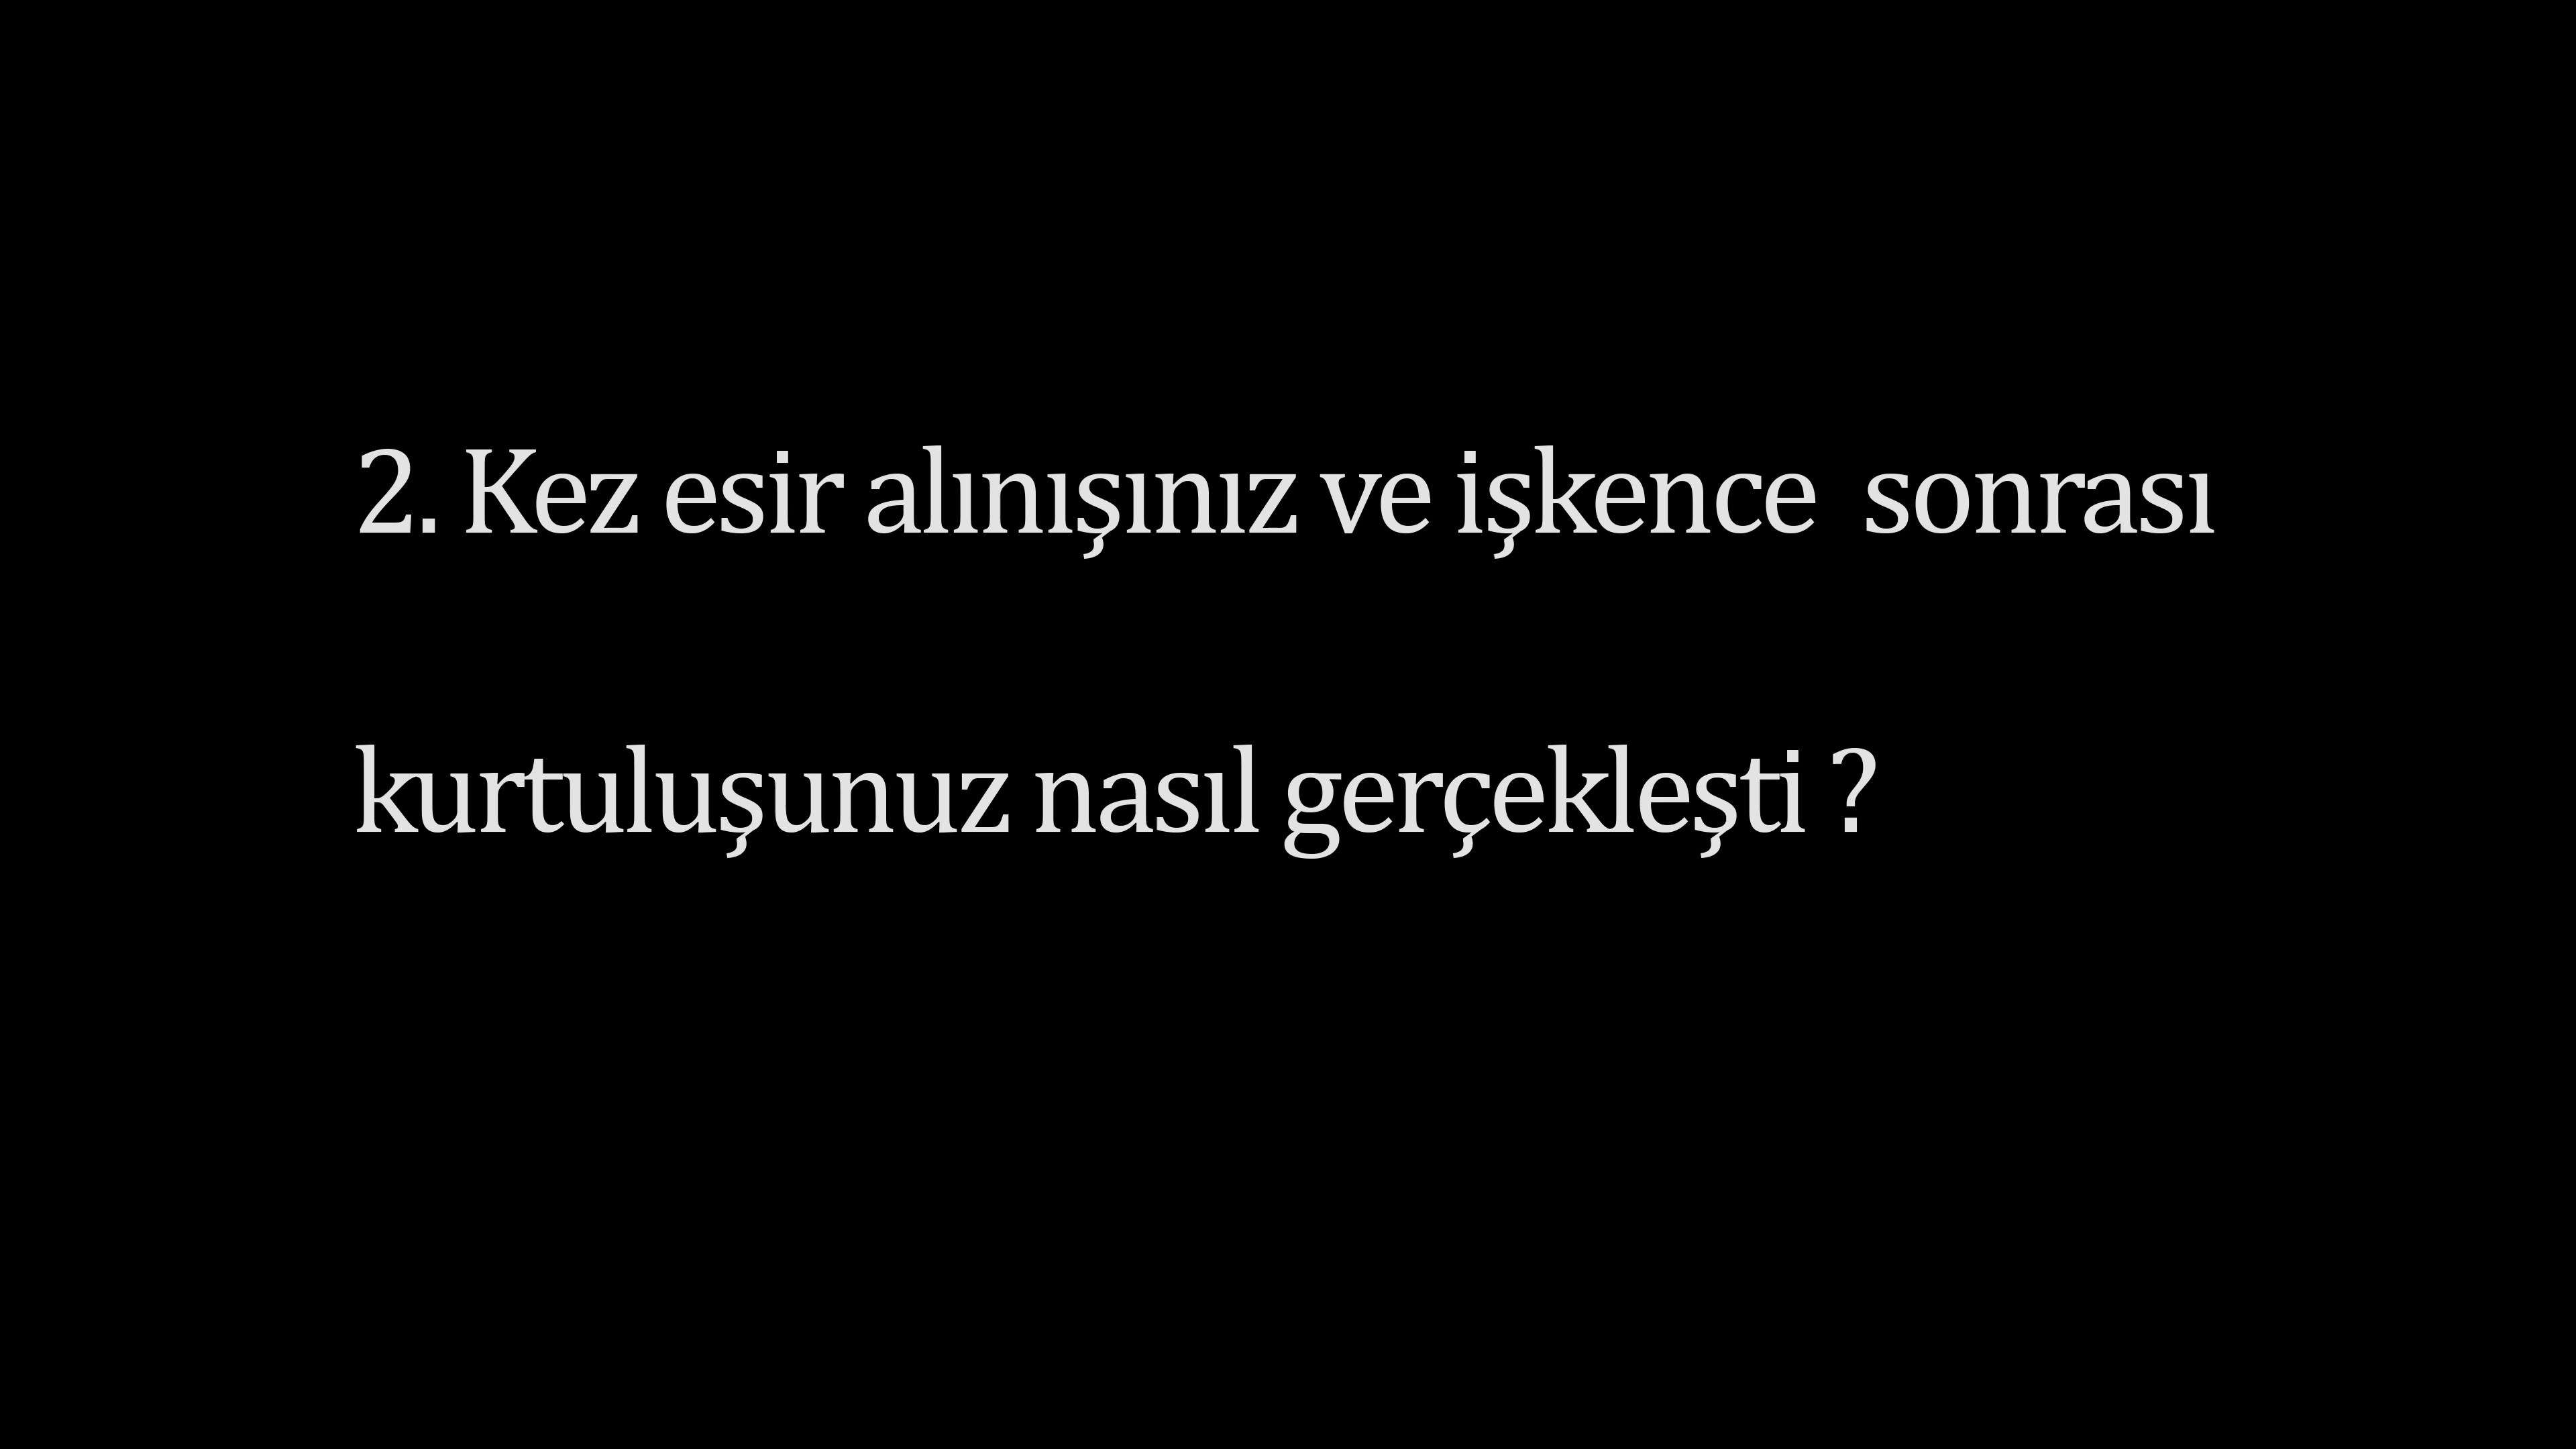 2. Kez esir alınışınız ve işkence  sonrası
kurtuluşunuz nasıl gerçekleşti ?